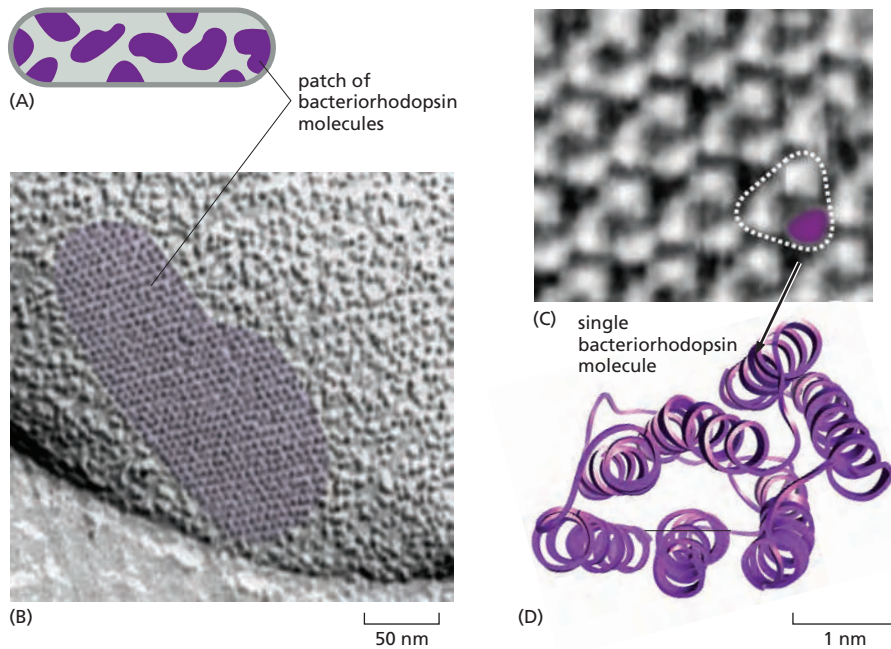 (A)
patch of
bacteriorhodopsin
molecules
(B)
50 nm
(C)
single
bacteriorhodopsin
molecule
(D)
1 nm